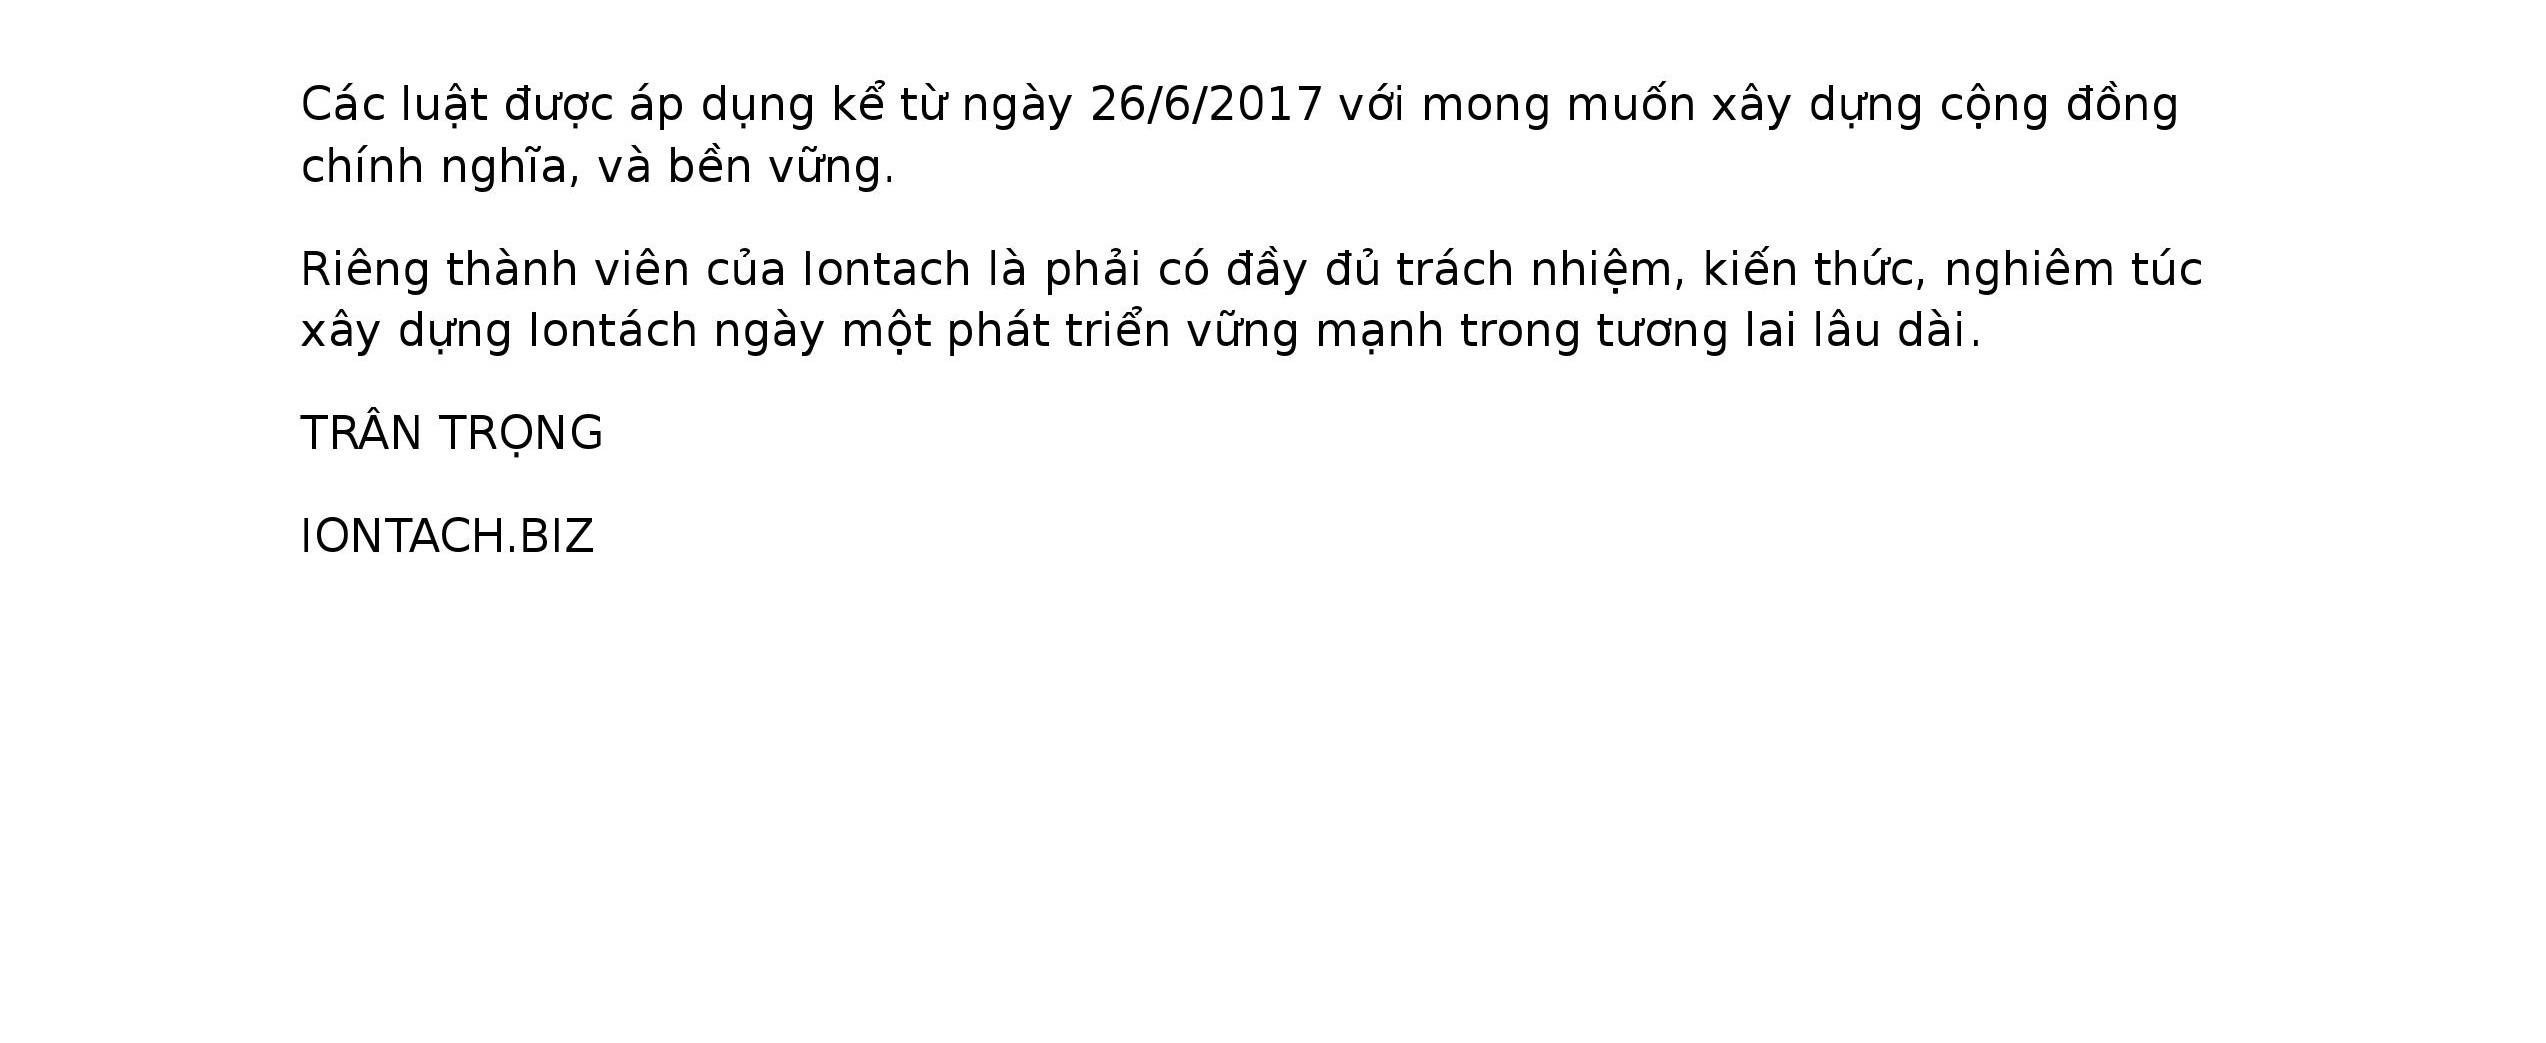 Các luật được áp dụng kể từ ngày 26/6/2017 với mong muốn xây dựng cộng đồng
chính nghĩa, và bền vững.
Riêng thành viên của Iontach là phải có đầy đủ trách nhiệm, kiến thức, nghiêm túc
xây dựng Iontách ngày một phát triển vững mạnh trong tương lai lâu dài.
TRÂN TRỌNG
IONTACH.BIZ